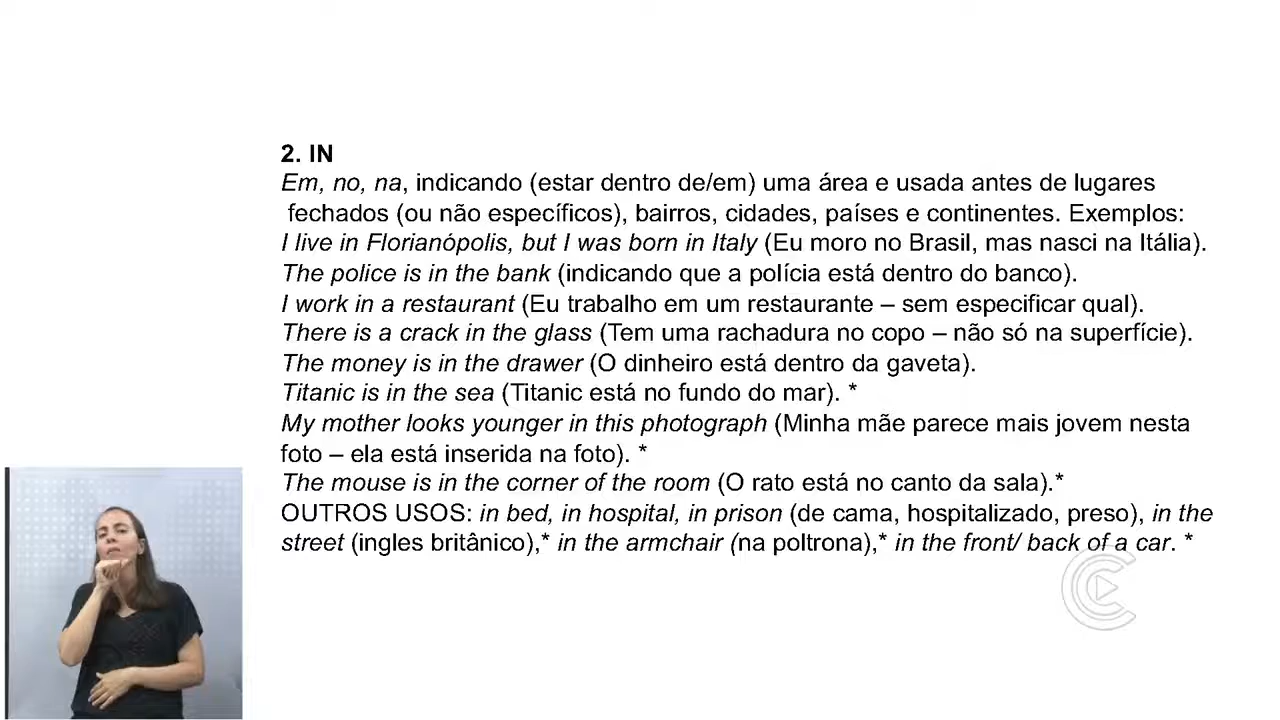 2. IN
Em, no, na, indicando (estar dentro de/em) uma área e usada antes de lugares
fechados (ou não específicos), bairros, cidades, países e continentes. Exemplos:
I live in Florianópolis, but I was born in Italy (Eu moro no Brasil, mas nasci na Itália).
The police is in the bank (indicando que a polícia está dentro do banco).
I work in a restaurant (Eu trabalho em um restaurante – sem especificar qual).
There is a crack in the glass (Tem uma rachadura no copo – não só na superfície).
The money is in the drawer (O dinheiro está dentro da gaveta).
Titanic is in the sea (Titanic está no fundo do mar). *
My mother looks younger in this photograph (Minha mãe parece mais jovem nesta
foto – ela está inserida na foto). *
The mouse is in the corner of the room (O rato está no canto da sala).*
OUTROS USOS: in bed, in hospital, in prison (de cama, hospitalizado, preso), in the
street (ingles britânico),* in the armchair (na poltrona),* in the front/ back of a car. *